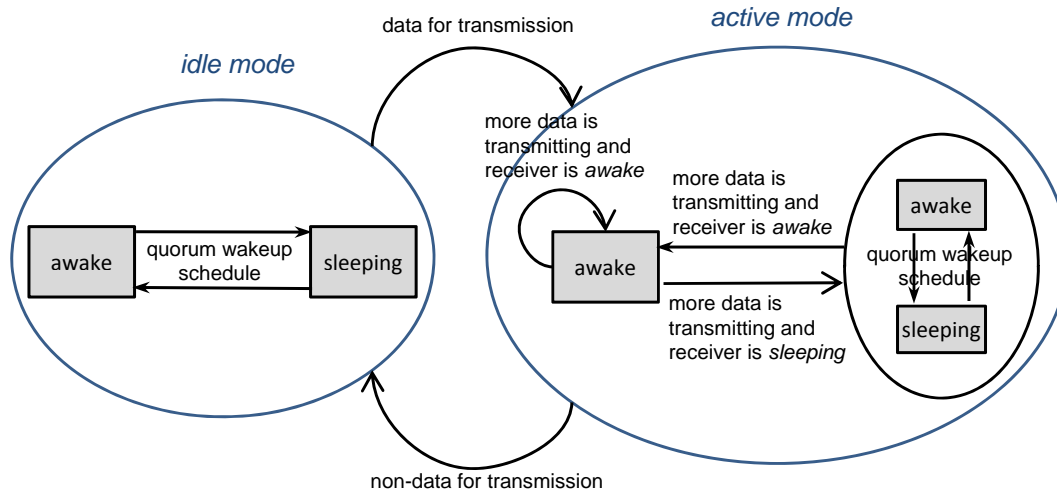 data for transmission
active mode
idle mode
more data is
transmitting and
receiver is awake
more data is
transmitting and
receiver is awake
awake
quorum wakeup
schedule
sleeping
awake
awake
quorum wakeup
schedule
sleeping
more data is
transmitting and
receiver is sleeping
non-data for transmission